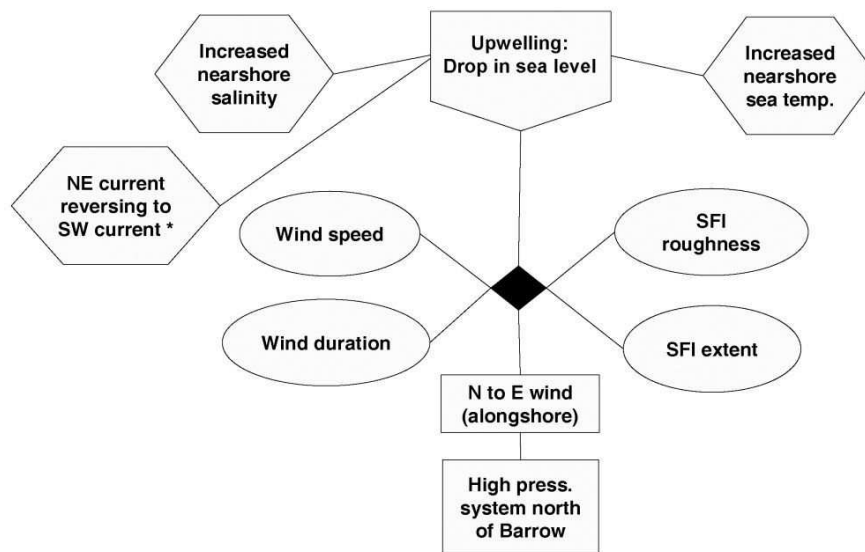 Increased
nearshore
salinity
Upwelling:
Drop in sea level
Increased
nearshore
sea temp.
NE current
reversing to
SW current *
Wind speed
SFI
roughness
Wind duration
SFI extent
N to E wind
(alongshore)
High press.
system north
of Barrow